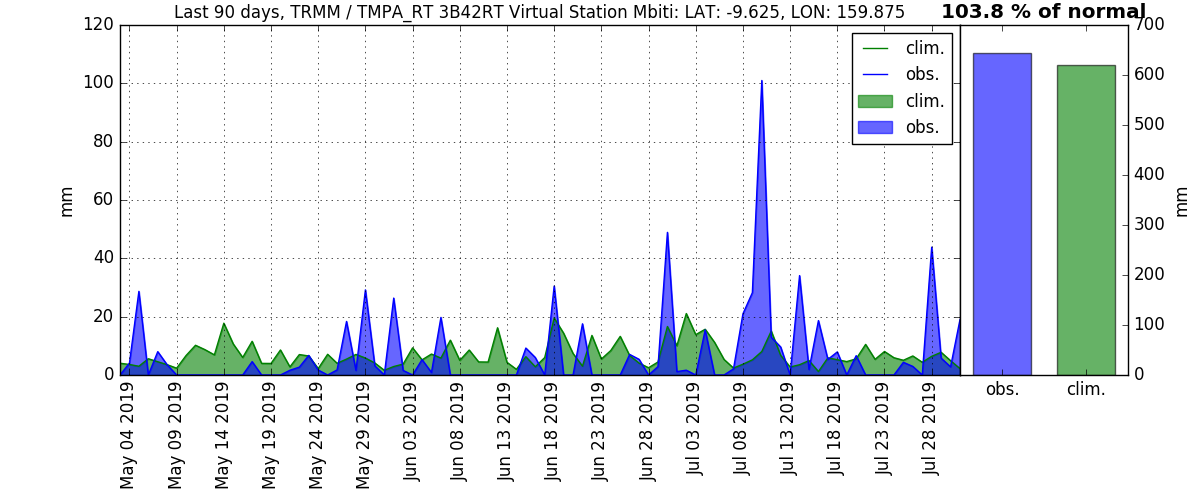 Last 90 days, TRMM / TMPA_RT 3B42RT Virtual Station Mbiti: LAT: -9.625, LON: 159.875
103.8 % of normal
120
100
80
60
40
20
0
mm
clim.
obs.
clim.
obs.
700
600
500
400
300
200
100
0
mm
obs.
clim.
May 04 2019
May 09 2019
May 14 2019
May 19 2019
May 24 2019
May 29 2019
Jun 03 2019
Jun 08 2019
Jun 13 2019
Jun 18 2019
Jun 23 2019
Jun 28 2019
Jul 03 2019
Jul 08 2019
Jul 13 2019
Jul 18 2019
Jul 23 2019
Jul 28 2019